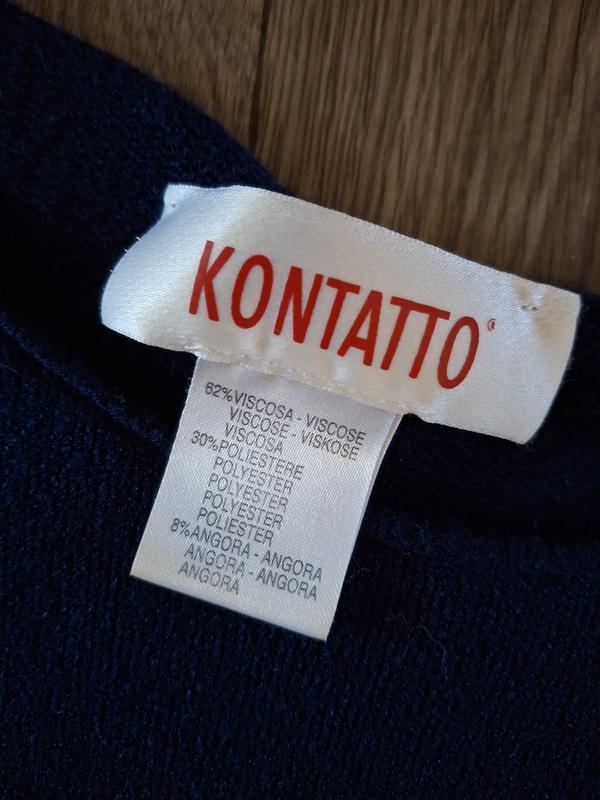 KONTATTO®
62%VISCOSA - VISCOSE
VISCOSE - VISKOSE
VISCOSA
30%POLIESTERE
POLYESTER
POLYESTER
POLYESTER
POLIESTER
8%ANGORA - ANGORA
ANGORA - ANGORA
ANGORA